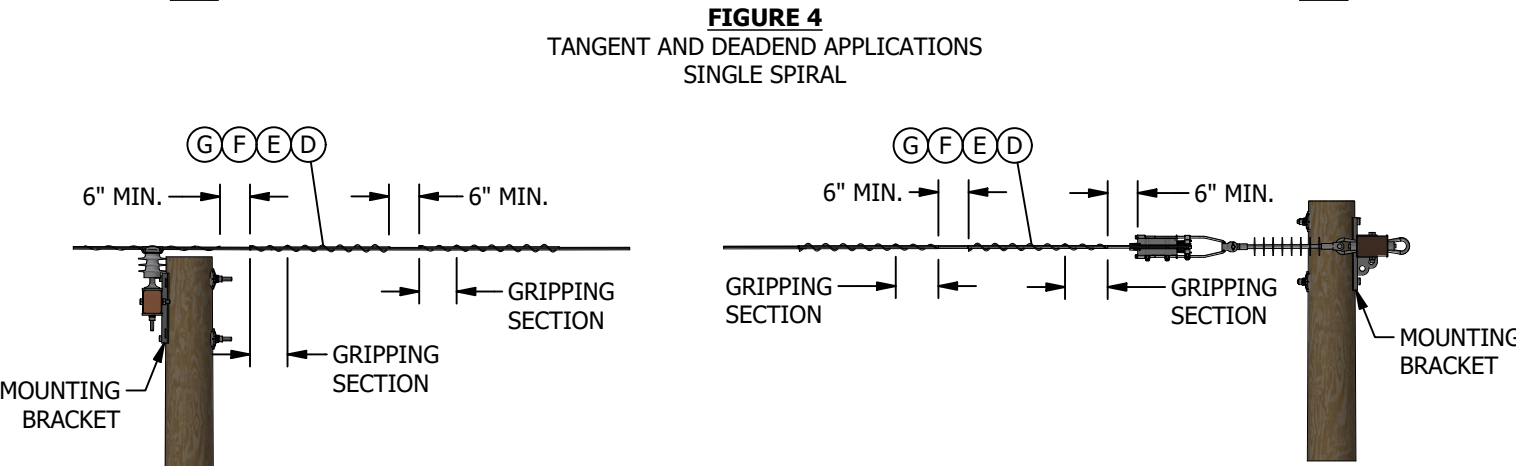 FIGURE 4
TANGENT AND DEADEND APPLICATIONS
SINGLE SPIRAL
G F E D
6" MIN.
6" MIN.
GRIPPING
SECTION
GRIPPING
SECTION
MOUNTING
BRACKET
G F E D
6" MIN.
6" MIN.
GRIPPING
SECTION
GRIPPING
SECTION
MOUNTING
BRACKET